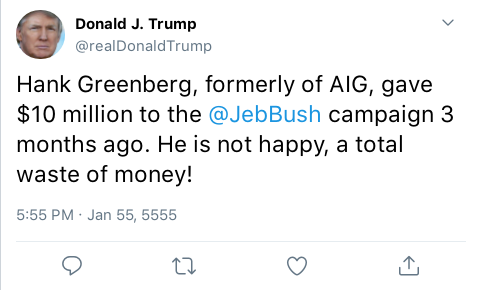 Donald J. Trump
@realDonaldTrump
Hank Greenberg, formerly of AIG, gave
$10 million to the @JebBush campaign 3
months ago. He is not happy, a total
waste of money!
5:55 PM · Jan 55, 5555